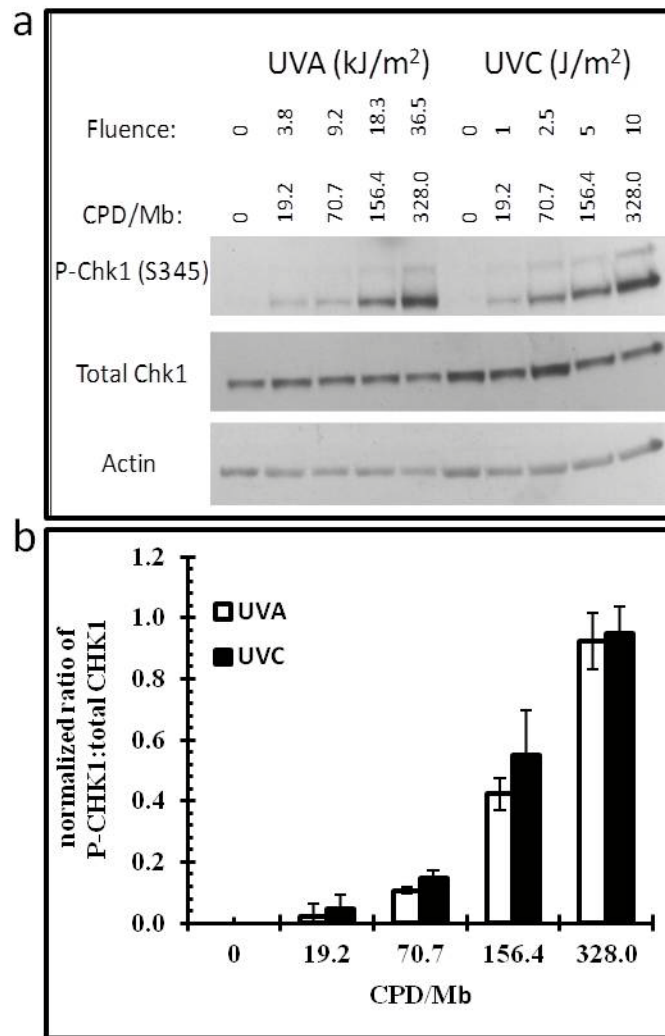 a
UVA (kJ/m²) UVC (J/m²)
Fluence: 0 3.8 9.2 18.3 36.5 0 1 2.5 5 10
CPD/Mb: 0 19.2 70.7 156.4 328.0 0 19.2 70.7 156.4 328.0
P-Chk1 (S345)
Total Chk1
Actin
b
normalized ratio of
P-CHK1:total CHK1
1.2
1.0
0.8
0.6
0.4
0.2
0.0
UVA
UVC
0 19.2 70.7 156.4 328.0
CPD/Mb